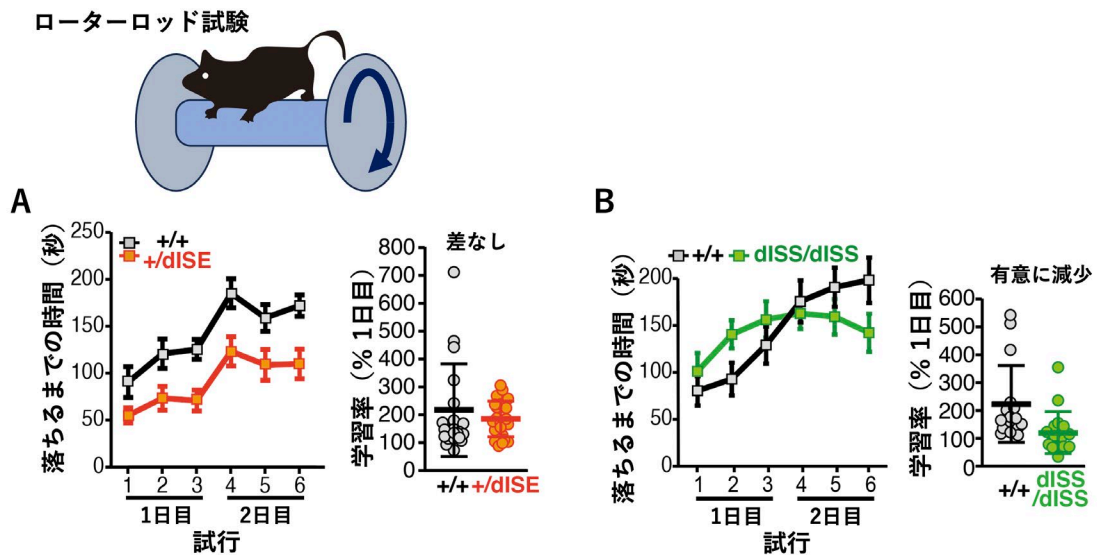 ローターロッド試験
A
落ちるまでの時間（秒）
250
200
150
100
50
0
+/+
+/dISE
1 2 3 4 5 6
1日目 2日目
試行
学習率（% 1日目）
差なし
800
700
600
500
400
300
200
100
0
+/+ +/dISE
B
落ちるまでの時間（秒）
+/+ dISS/dISS
200
150
100
50
0
1 2 3 4 5 6
1日目 2日目
試行
学習率（% 1日目）
有意に減少
600
500
400
300
200
100
0
+/+ dISS
/dISS